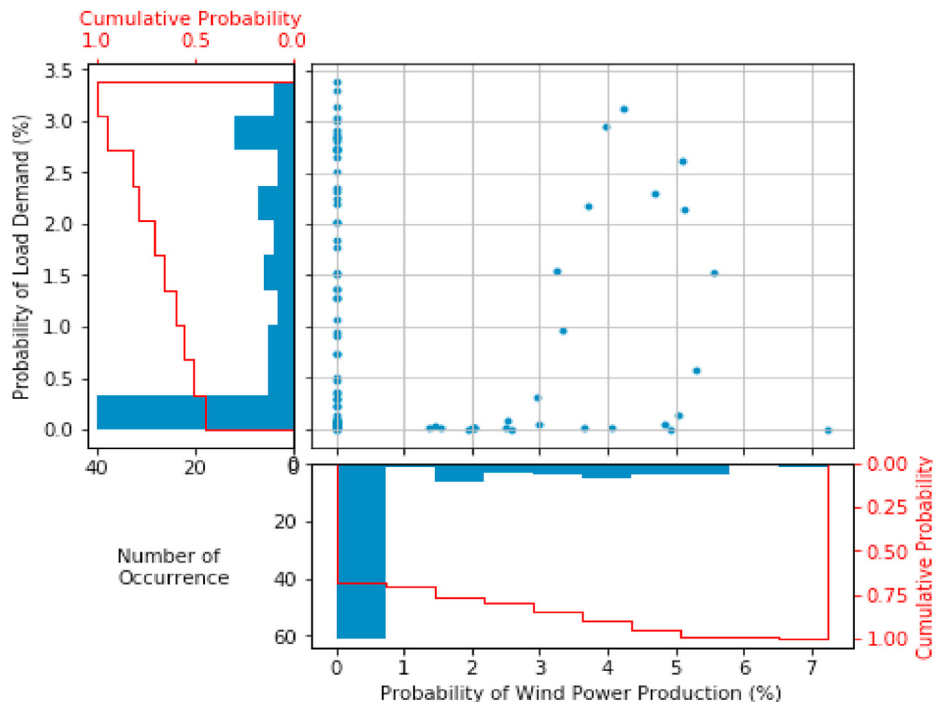 Cumulative Probability
1.0 0.5 0.0
Probability of Load Demand (%)
3.5
3.0
2.5
2.0
1.5
1.0
0.5
0.0
40 20 0
0
20
40
60
Number of
Occurrence
0.00
0.25
0.50
0.75
1.00
Cumulative Probability
0 1 2 3 4 5 6 7
Probability of Wind Power Production (%)